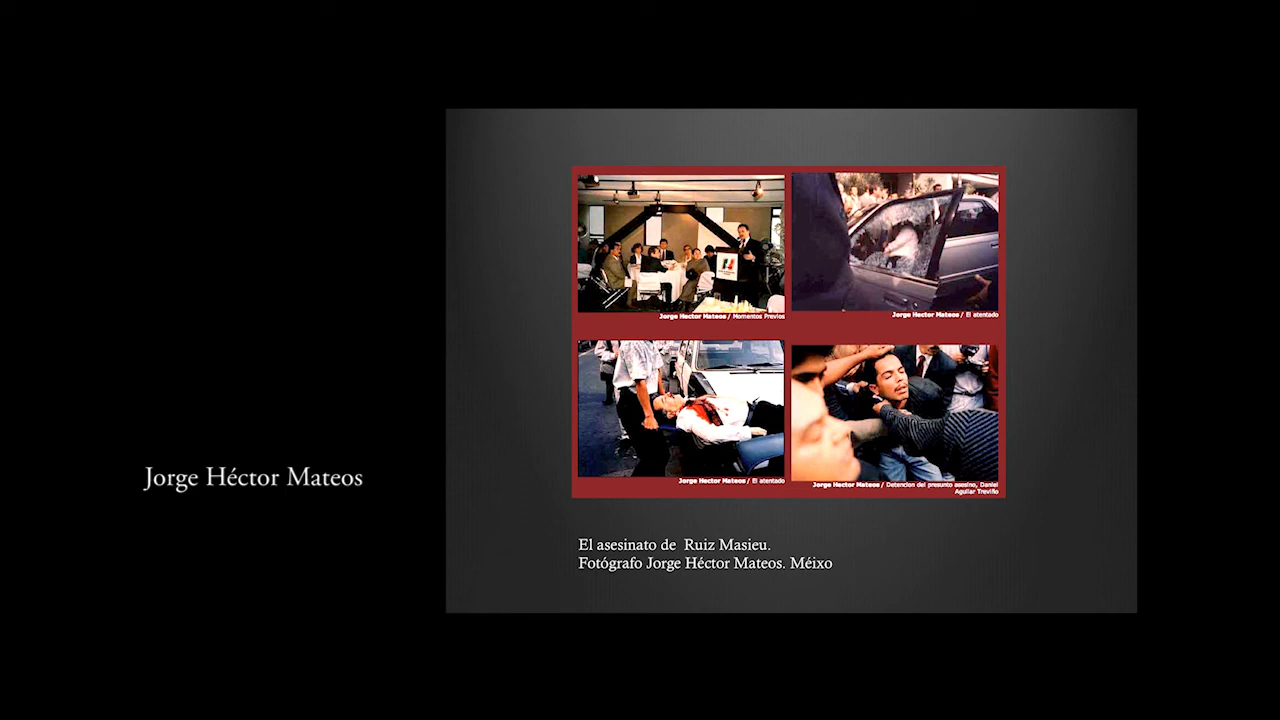 Jorge Hector Mateos / Momentos Previos
Jorge Hector Mateos / El atentado
Jorge Hector Mateos / El atentado
Jorge Hector Mateos / Detencion del presunto asesino, Daniel
Aguilar Treviño
Jorge Héctor Mateos
El asesinato de  Ruiz Masieu.
Fotógrafo Jorge Héctor Mateos. Méixo